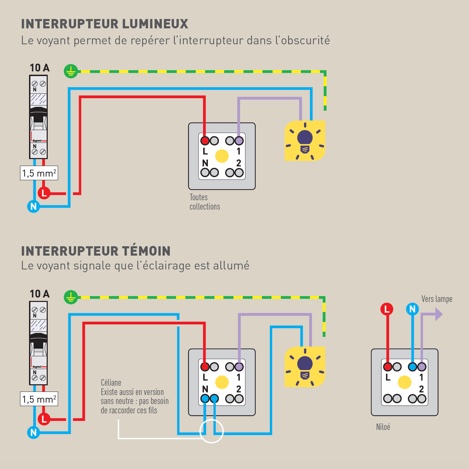 INTERRUPTEUR LUMINEUX
Le voyant permet de repérer l'interrupteur dans l'obscurité
10 A
N
L
1
N
2
1,5 mm²
L
N
Toutes
collections
INTERRUPTEUR TÉMOIN
Le voyant signale que l'éclairage est allumé
10 A
N
Vers lampe
L
N
L
1
N
2
L
1
2
1,5 mm²
Céliane
Existe aussi en version
sans neutre : pas besoin
de raccorder ces fils
L
N
Niloé